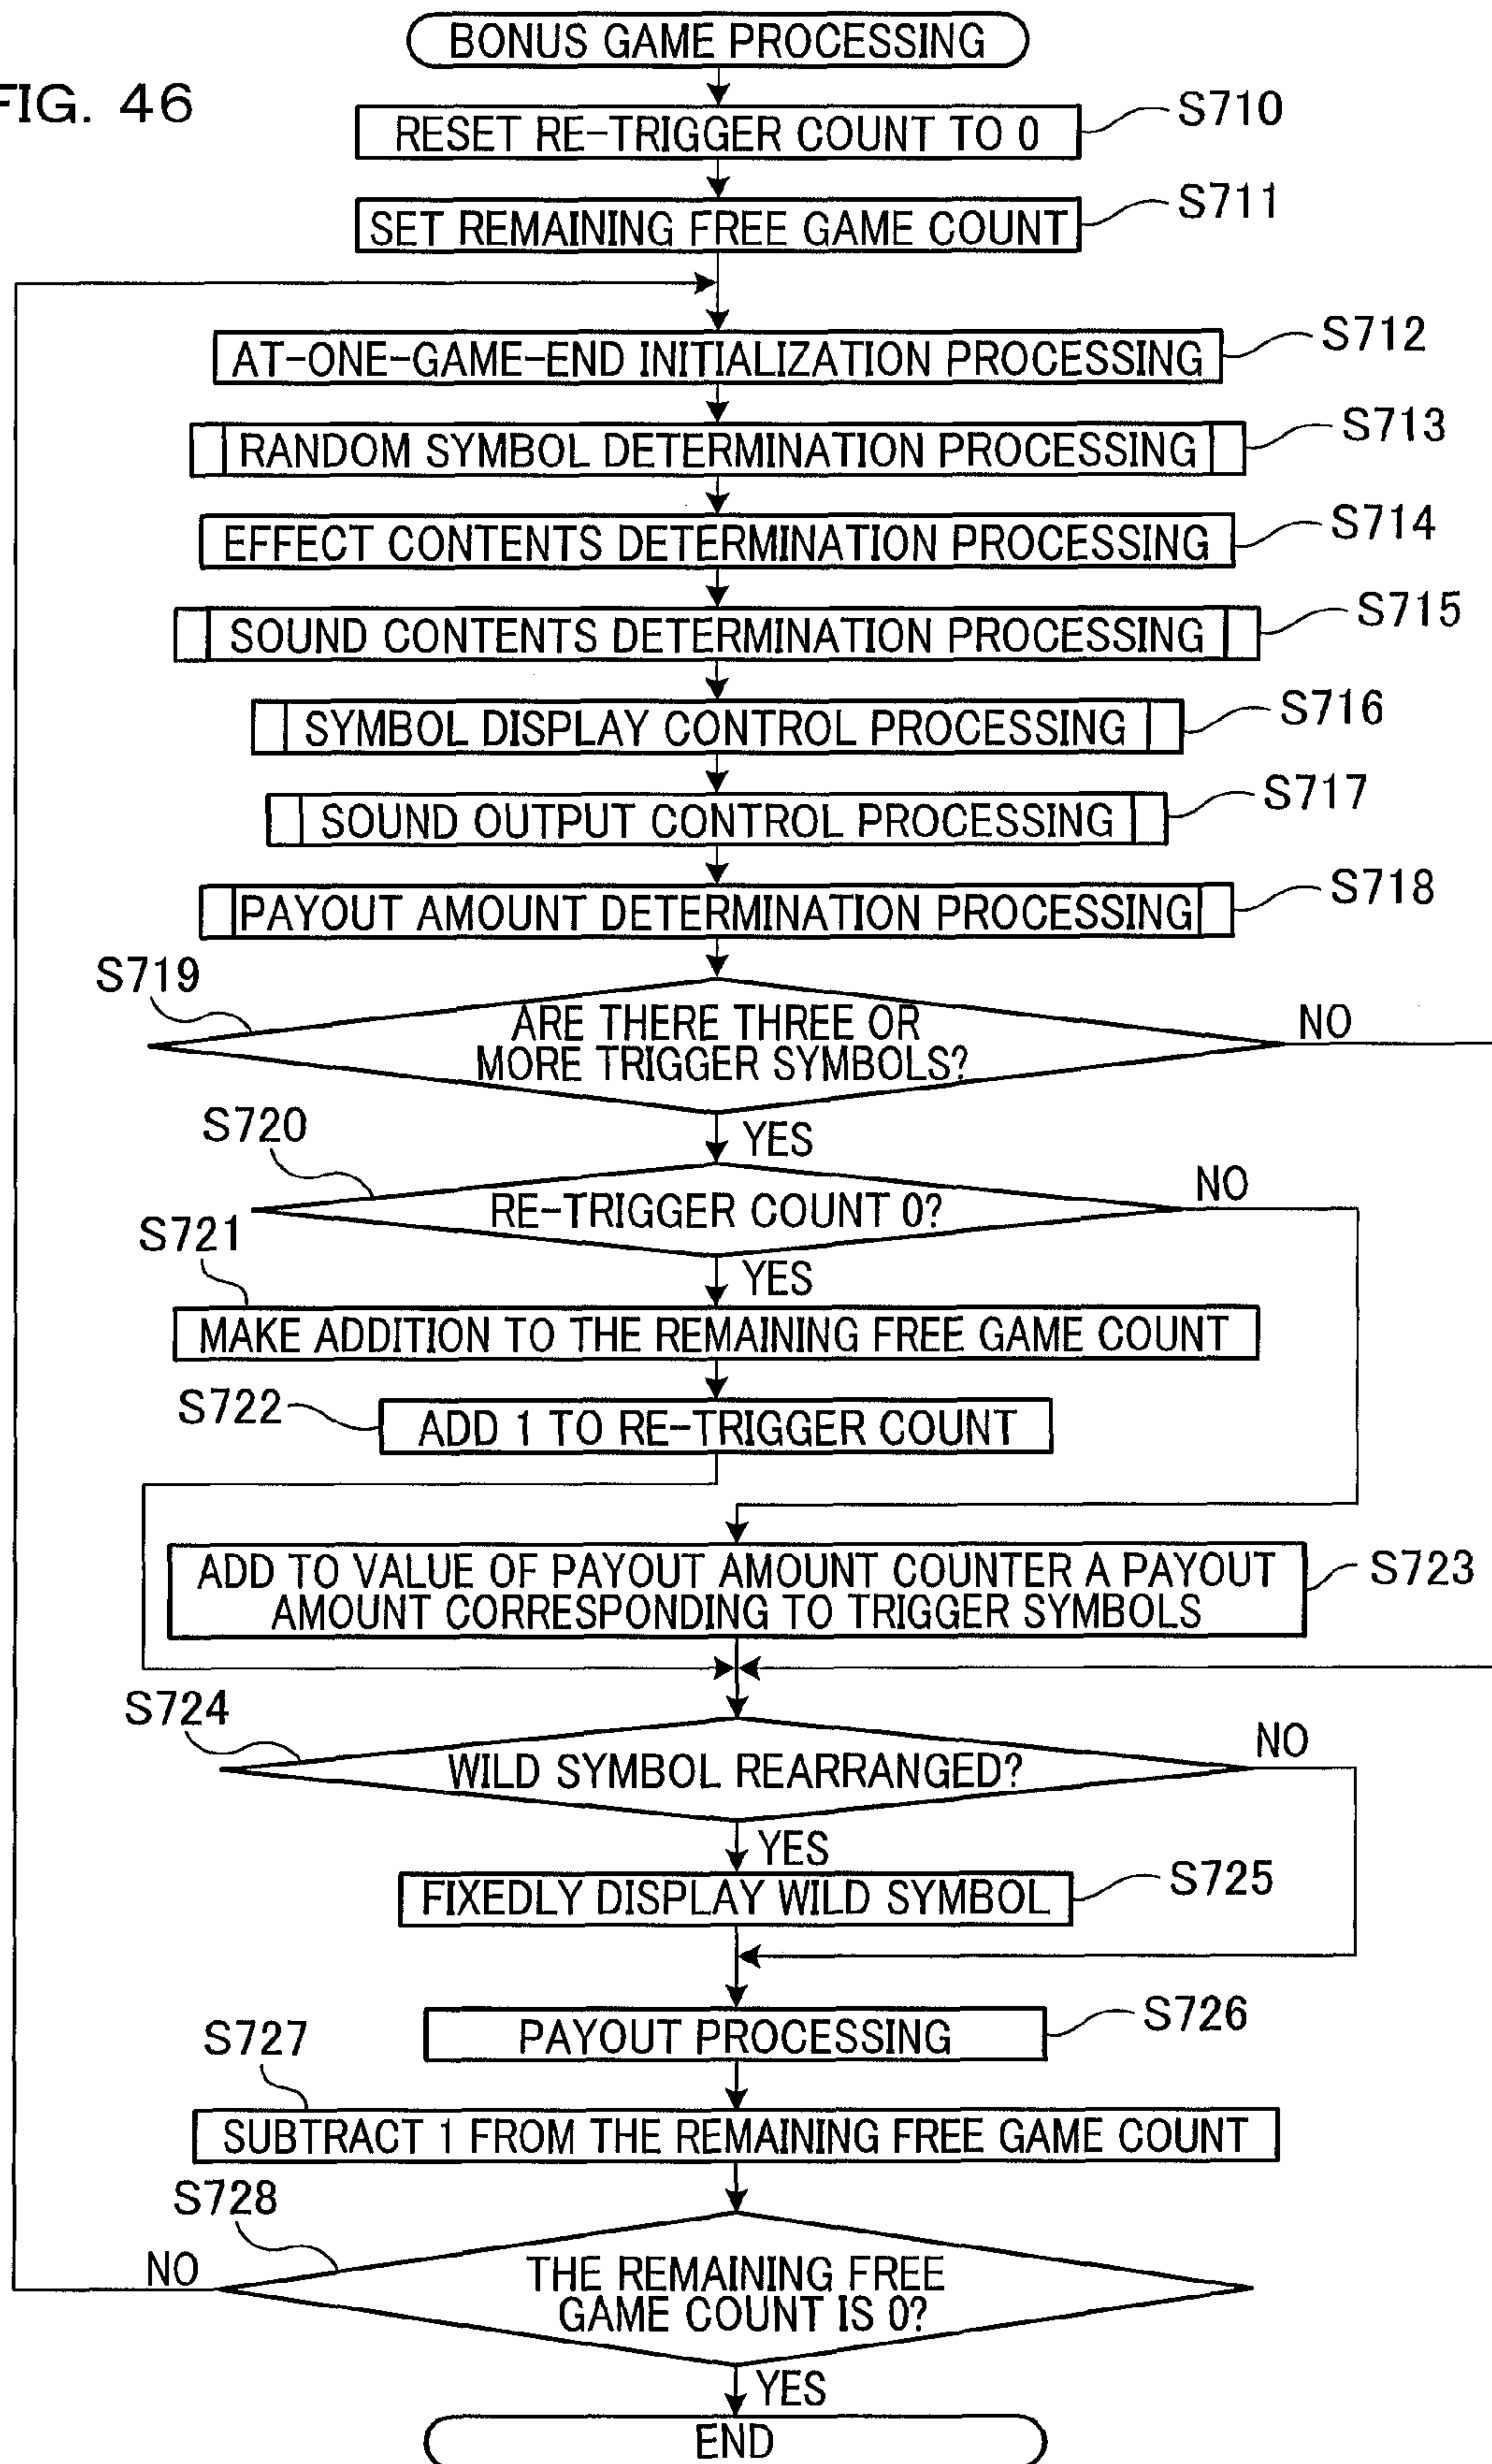 BONUS GAME PROCESSING
FIG. 46
RESET RE-TRIGGER COUNT TO 0
S710
SET REMAINING FREE GAME COUNT
S711
AT-ONE-GAME-END INITIALIZATION PROCESSING
S712
RANDOM SYMBOL DETERMINATION PROCESSING
S713
EFFECT CONTENTS DETERMINATION PROCESSING
S714
SOUND CONTENTS DETERMINATION PROCESSING
S715
SYMBOL DISPLAY CONTROL PROCESSING
S716
SOUND OUTPUT CONTROL PROCESSING
S717
PAYOUT AMOUNT DETERMINATION PROCESSING
S718
S719
ARE THERE THREE OR
MORE TRIGGER SYMBOLS?
NO
YES
S720
RE-TRIGGER COUNT 0?
NO
YES
S721
MAKE ADDITION TO THE REMAINING FREE GAME COUNT
S722
ADD 1 TO RE-TRIGGER COUNT
ADD TO VALUE OF PAYOUT AMOUNT COUNTER A PAYOUT
AMOUNT CORRESPONDING TO TRIGGER SYMBOLS
S723
S724
WILD SYMBOL REARRANGED?
NO
YES
FIXEDLY DISPLAY WILD SYMBOL
S725
PAYOUT PROCESSING
S726
S727
SUBTRACT 1 FROM THE REMAINING FREE GAME COUNT
S728
NO
THE REMAINING FREE
GAME COUNT IS 0?
YES
END